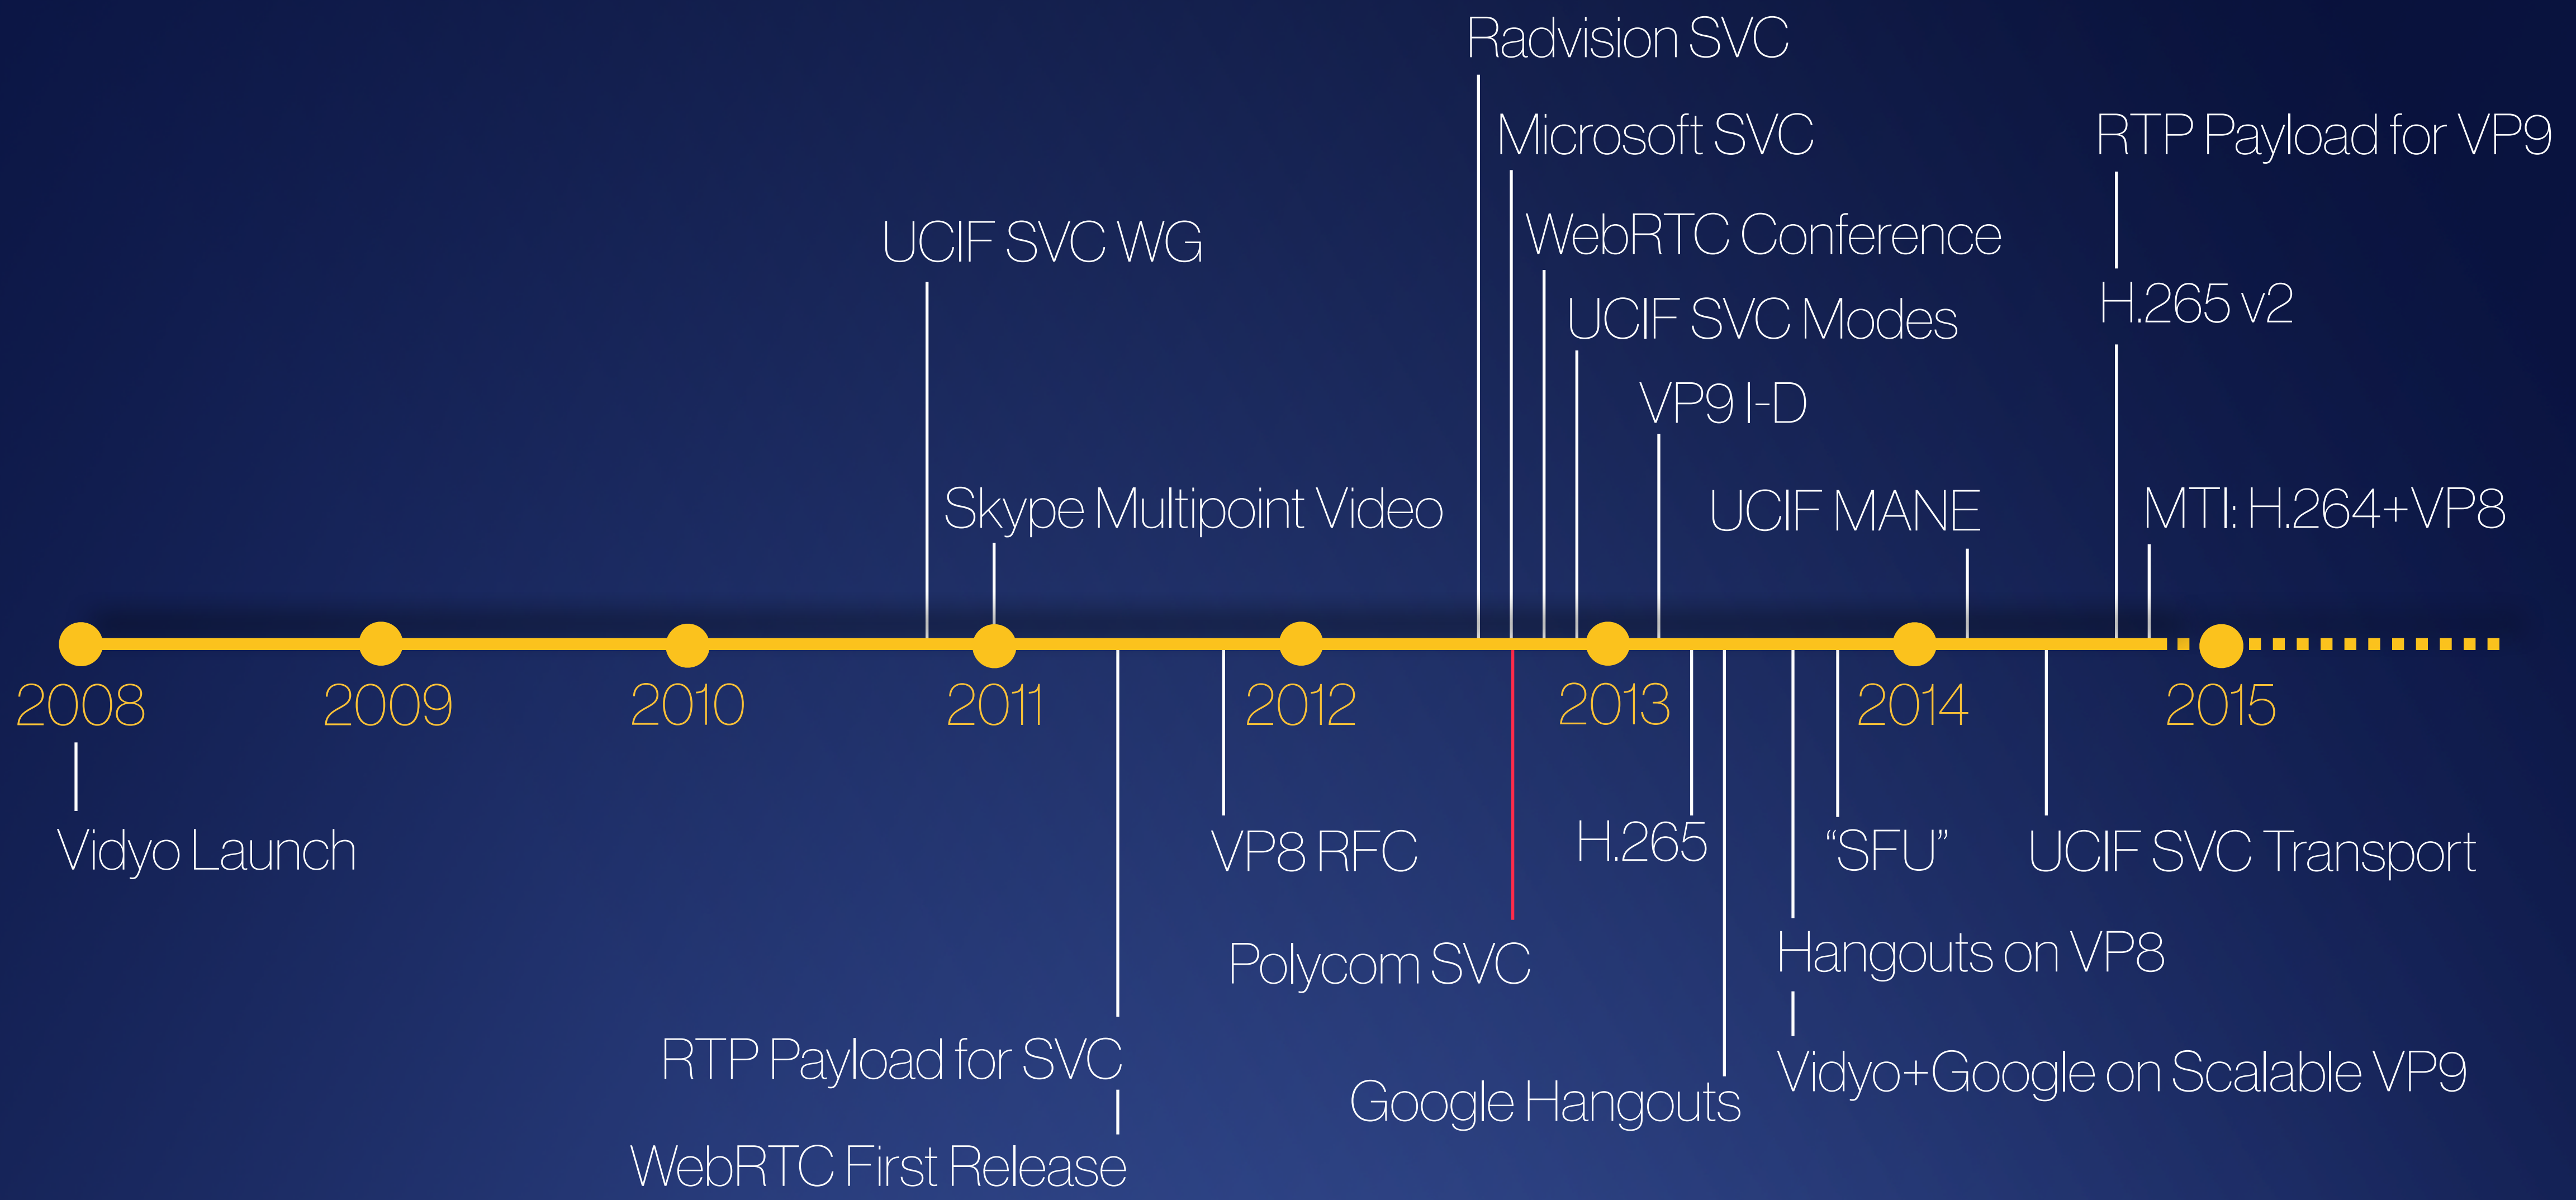 Radvision SVC
Microsoft SVC
RTP Payload for VP9
WebRTC Conference
UCIF SVC WG
H.265 v2
UCIF SVC Modes
VP9 I-D
Skype Multipoint Video
UCIF MANE
MTI: H.264+VP8
2008
2009
2010
2011
2012
2013
2014
2015
Vidyo Launch
VP8 RFC
H.265
“SFU”
UCIF SVC Transport
Polycom SVC
Hangouts on VP8
RTP Payload for SVC
Google Hangouts
Vidyo+Google on Scalable VP9
WebRTC First Release